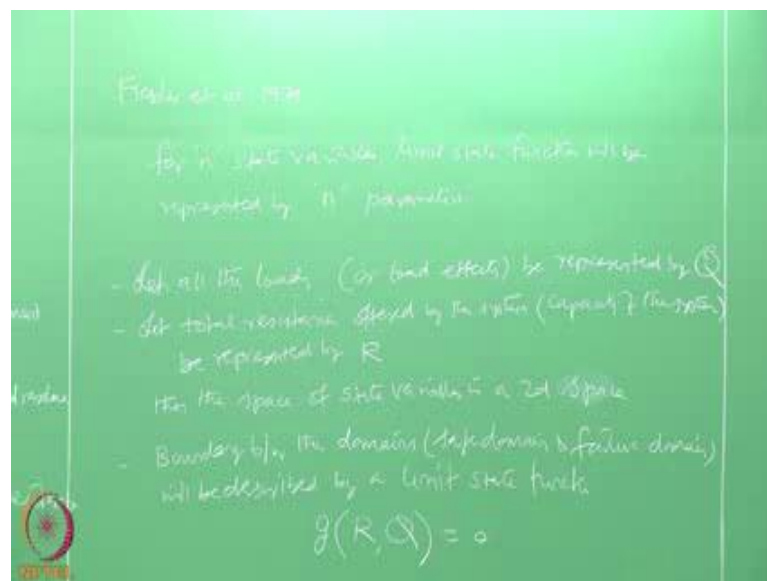 et al
for n state variables limit state function will be
represented by 'n' parameters
- Let all the loads (or load effects) be represented by Q
- Let total resistance offered by the system (capacity of the system)
be represented by R
then the space of state variables is a 2d space
- Boundary b/w the domains (safe domain & failure domain)
will be described by a limit state function
g(R, Q) = 0